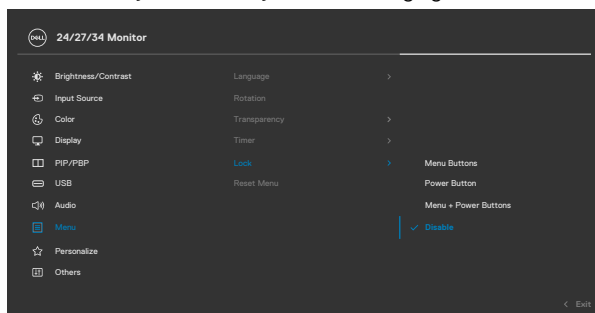 DELL 24/27/34 Monitor
Brightness/Contrast Language >
Input Source Rotation
Color Transparency >
Display Timer >
PIP/PBP Lock > Menu Buttons
USB Reset Menu Power Button
Audio Menu + Power Buttons
Menu ✓ Disable
Personalize
Others
< Exit